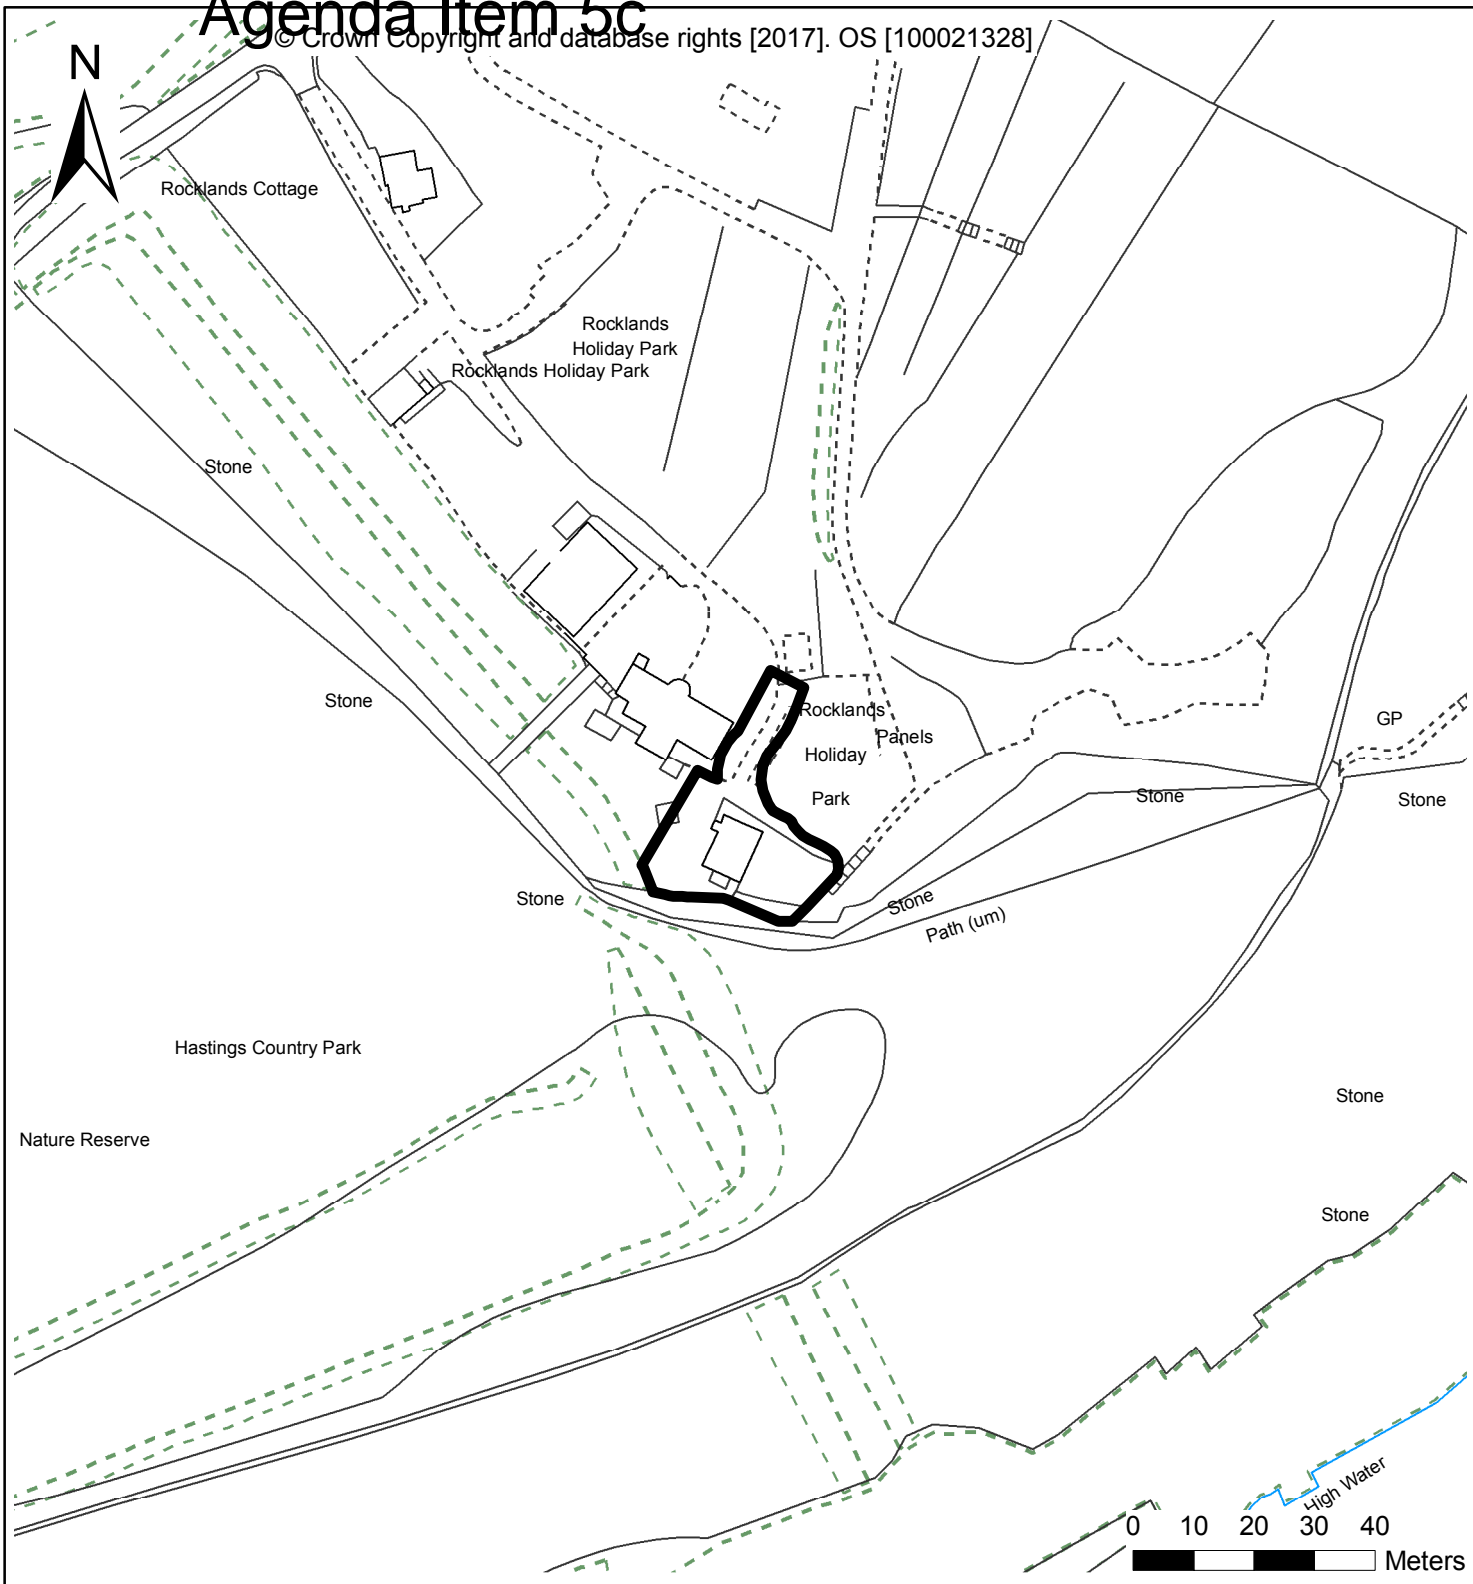 Agenda Item 5c
© Crown Copyright and database rights [2017]. OS [100021328]
N
Rocklands Cottage
Rocklands
Holiday Park
Rocklands Holiday Park
Stone
Stone
Rocklands
Panels
Holiday
Park
GP
Stone
Stone
Stone
Stone
Path (um)
Hastings Country Park
Stone
Nature Reserve
Stone
High Water
0 10 20 30 40
Meters